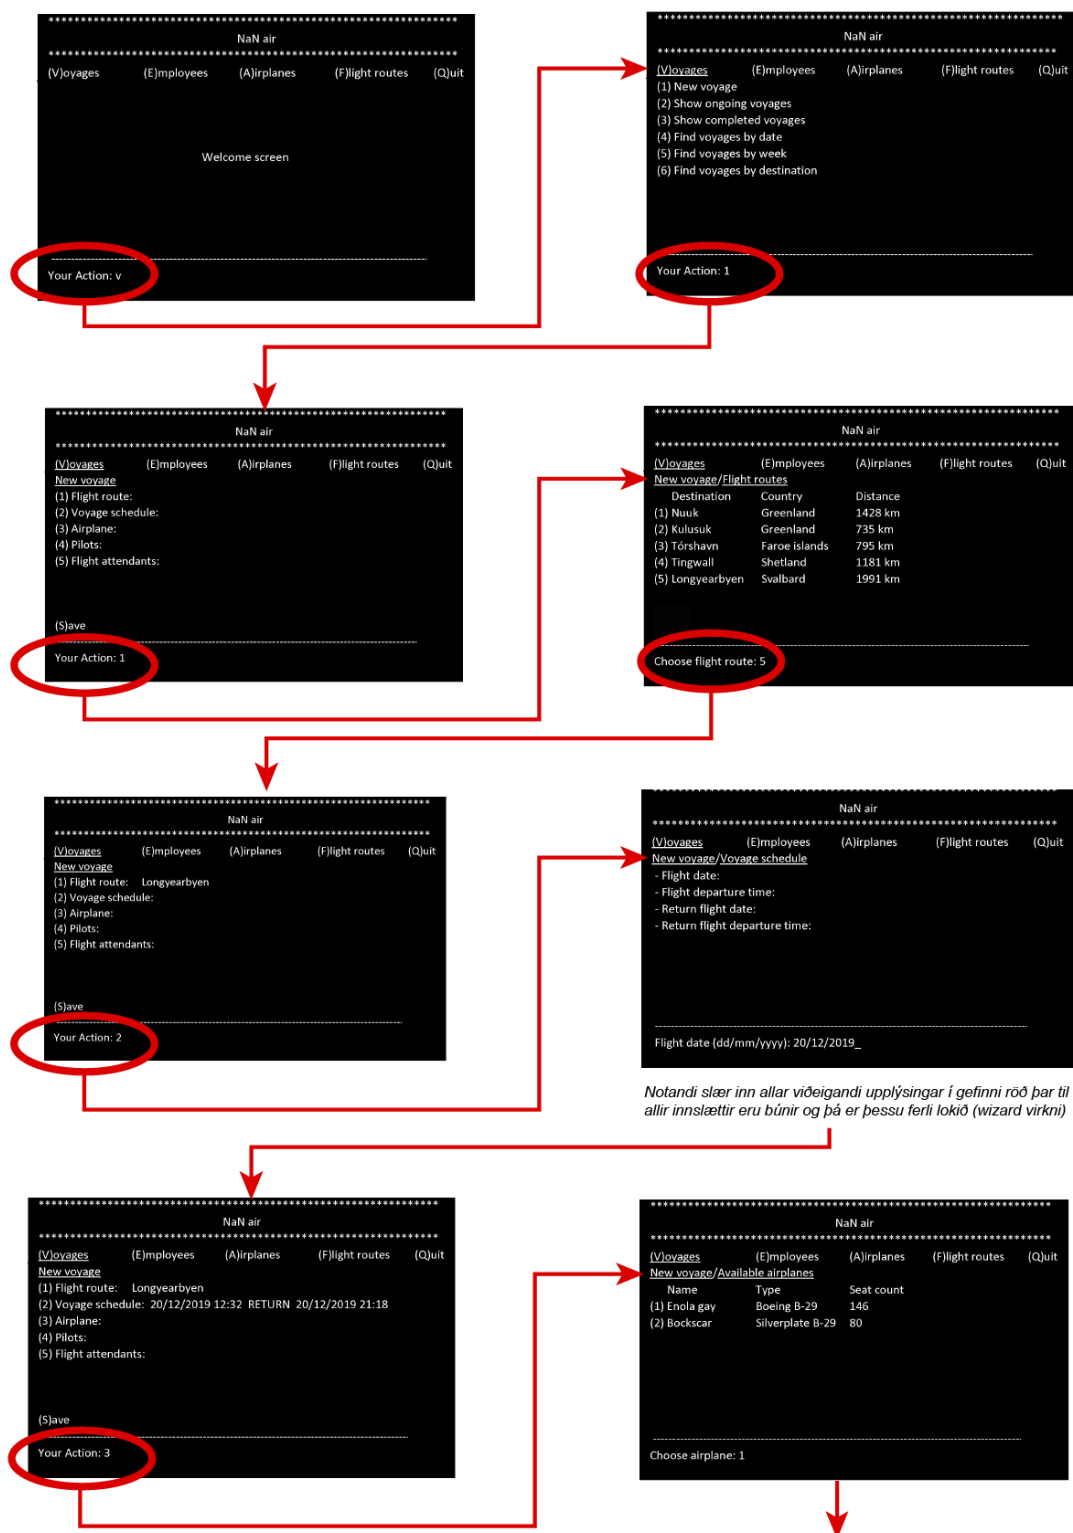 **********************************************************************
NaN air
**********************************************************************
(V)oyages (E)mployees (A)irplanes (F)light routes (Q)uit
Welcome screen
----------------------------------------------------------------------
Your Action: v
**********************************************************************
NaN air
**********************************************************************
(V)oyages (E)mployees (A)irplanes (F)light routes (Q)uit
(1) New voyage
(2) Show ongoing voyages
(3) Show completed voyages
(4) Find voyages by date
(5) Find voyages by week
(6) Find voyages by destination
----------------------------------------------------------------------
Your Action: 1
**********************************************************************
NaN air
**********************************************************************
(V)oyages (E)mployees (A)irplanes (F)light routes (Q)uit
New voyage
(1) Flight route:
(2) Voyage schedule:
(3) Airplane:
(4) Pilots:
(5) Flight attendants:
(S)ave
----------------------------------------------------------------------
Your Action: 1
**********************************************************************
NaN air
**********************************************************************
(V)oyages (E)mployees (A)irplanes (F)light routes (Q)uit
New voyage/Flight routes
Destination Country Distance
(1) Nuuk Greenland 1428 km
(2) Kulusuk Greenland 735 km
(3) Tórshavn Faroe islands 795 km
(4) Tingwall Shetland 1181 km
(5) Longyearbyen Svalbard 1991 km
----------------------------------------------------------------------
Choose flight route: 5
**********************************************************************
NaN air
**********************************************************************
(V)oyages (E)mployees (A)irplanes (F)light routes (Q)uit
New voyage
(1) Flight route: Longyearbyen
(2) Voyage schedule:
(3) Airplane:
(4) Pilots:
(5) Flight attendants:
(S)ave
----------------------------------------------------------------------
Your Action: 2
**********************************************************************
NaN air
**********************************************************************
(V)oyages (E)mployees (A)irplanes (F)light routes (Q)uit
New voyage/Voyage schedule
- Flight date:
- Flight departure time:
- Return flight date:
- Return flight departure time:
----------------------------------------------------------------------
Flight date (dd/mm/yyyy): 20/12/2019_
Notandi slær inn allar viðeigandi upplýsingar í gefinni röð þar til
allir innslættir eru búnir og þá er þessu ferli lokið (wizard virkni)
**********************************************************************
NaN air
**********************************************************************
(V)oyages (E)mployees (A)irplanes (F)light routes (Q)uit
New voyage
(1) Flight route: Longyearbyen
(2) Voyage schedule: 20/12/2019 12:32 RETURN 20/12/2019 21:18
(3) Airplane:
(4) Pilots:
(5) Flight attendants:
(S)ave
----------------------------------------------------------------------
Your Action: 3
**********************************************************************
NaN air
**********************************************************************
(V)oyages (E)mployees (A)irplanes (F)light routes (Q)uit
New voyage/Available airplanes
Name Type Seat count
(1) Enola gay Boeing B-29 146
(2) Bockscar Silverplate B-29 80
----------------------------------------------------------------------
Choose airplane: 1